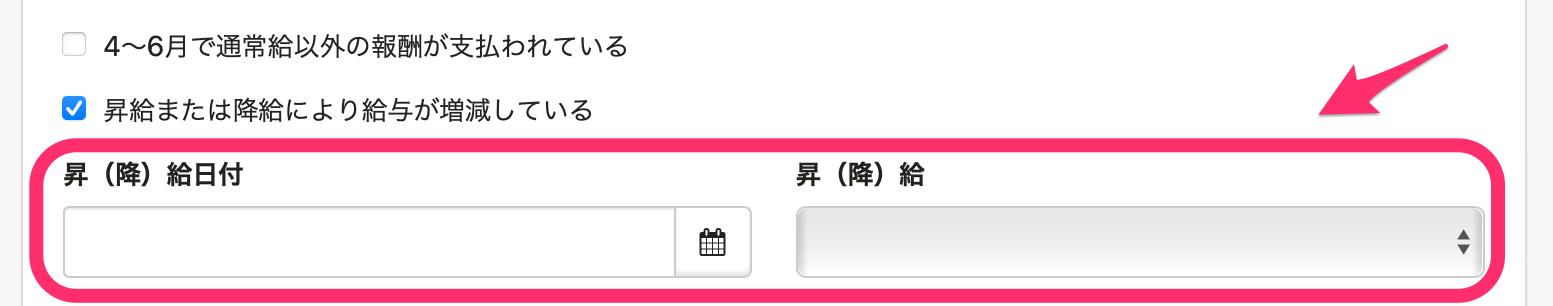 4〜6月で通常給以外の報酬が支払われている
昇給または降給により給与が増減している
昇（降）給日付
昇（降）給